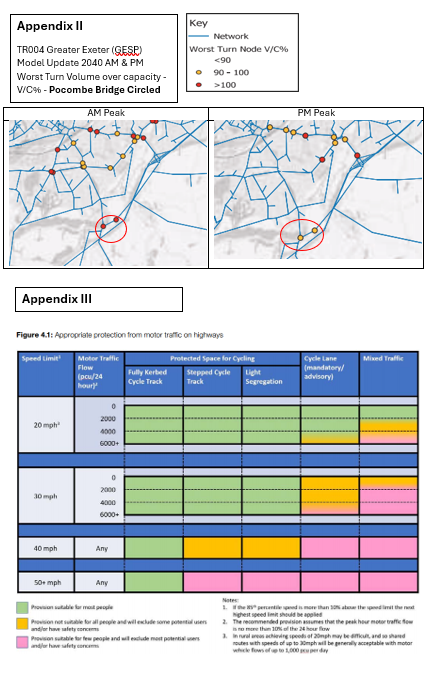 Appendix II
TR004 Greater Exeter (GESP)
Model Update 2040 AM & PM
Worst Turn Volume over capacity -
V/C% - Pocombe Bridge Circled
Key
Network
Worst Turn Node V/C%
<90
90 - 100
>100
AM Peak
PM Peak
Appendix III
Figure 4.1: Appropriate protection from motor traffic on highways
Speed Limit¹
Motor Traffic
Flow
(pcu/24
hour)²
Protected Space for Cycling
Fully Kerbed
Cycle Track
Stepped Cycle
Track
Light
Segregation
Cycle Lane
(mandatory/
advisory)
Mixed Traffic
20 mph³
0
2000
4000
6000+
30 mph
0
2000
4000
6000+
40 mph
Any
50+ mph
Any
Provision suitable for most people
Provision not suitable for all people and will exclude some potential users
and/or have safety concerns
Provision suitable for few people and will exclude most potential users
and/or have safety concerns
Notes:
1. If the 85th percentile speed is more than 10% above the speed limit the next
highest speed limit should be applied
2. The recommended provision assumes that the peak hour motor traffic flow
is no more than 10% of the 24 hour flow
3. In rural areas achieving speeds of 20mph may be difficult, and so shared
routes with speeds of up to 30mph will be generally acceptable with motor
vehicle flows of up to 1,000 pcu per day